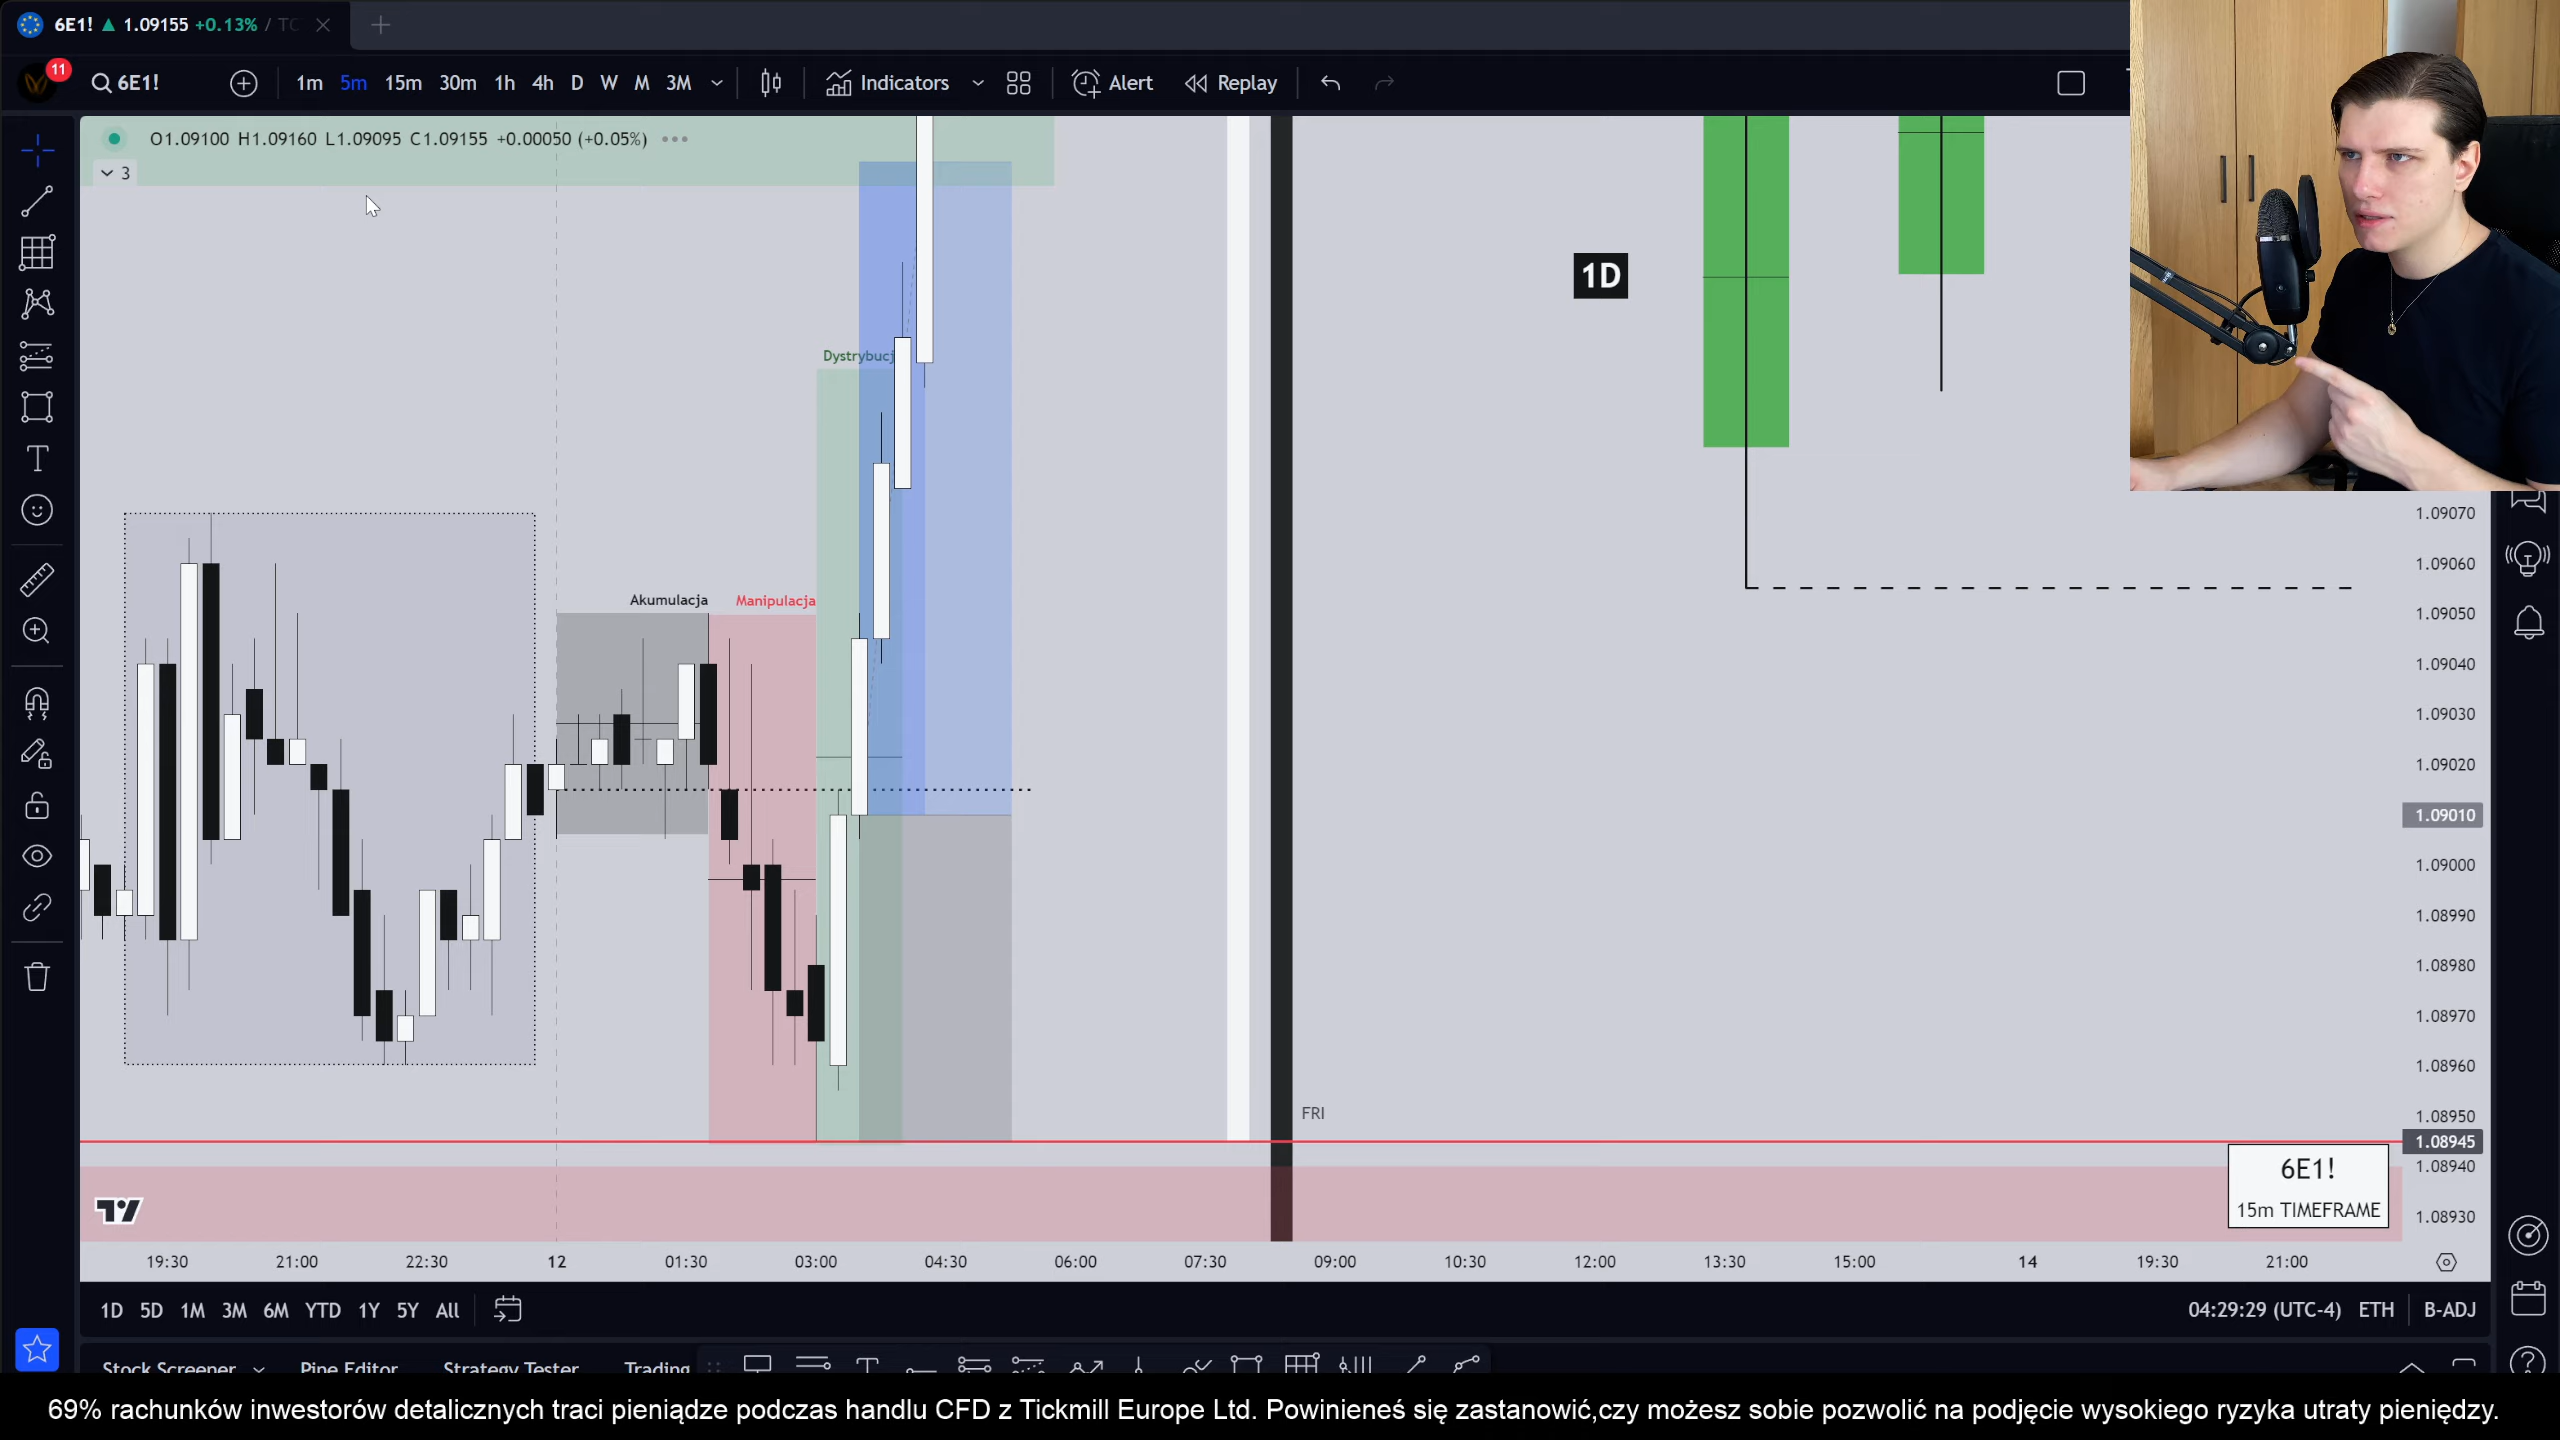 6E1! ▲ 1.09155 +0.13% /
11
6E1! 1m 5m 15m 30m 1h 4h D W M 3M Indicators Alert Replay
O1.09100 H1.09160 L1.09095 C1.09155 +0.00050 (+0.05%)
3
1D
Dystrybucj
Akumulacja
Manipulacja
1.09070
1.09060
1.09050
1.09040
1.09030
1.09020
1.09010
1.09000
1.08990
1.08980
1.08970
1.08960
1.08950
1.08945
1.08940
1.08930
FRI
6E1!
15m TIMEFRAME
19:30 21:00 22:30 12 01:30 03:00 04:30 06:00 07:30 09:00 10:30 12:00 13:30 15:00 14 19:30 21:00
1D 5D 1M 3M 6M YTD 1Y 5Y All
04:29:29 (UTC-4) ETH B-ADJ
Stock Screener Pine Editor Strategy Tester Trading
69% rachunków inwestorów detalicznych traci pieniądze podczas handlu CFD z Tickmill Europe Ltd. Powinieneś się zastanowić,czy możesz sobie pozwolić na podjęcie wysokiego ryzyka utraty pieniędzy.